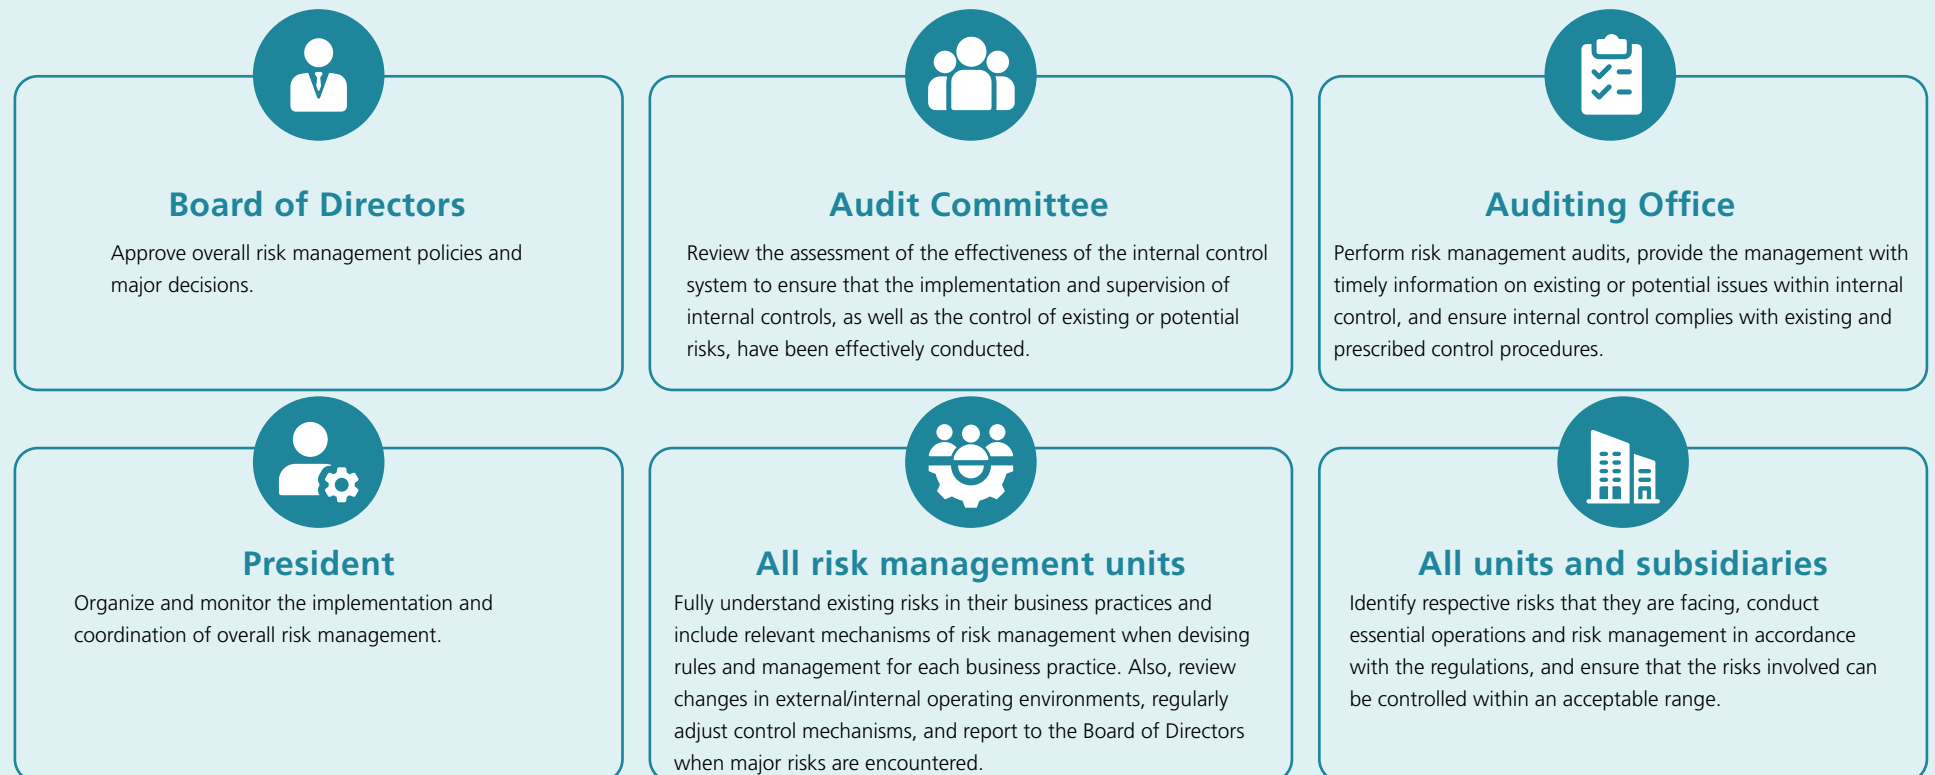 Board of Directors
Approve overall risk management policies and
major decisions.
Audit Committee
Review the assessment of the effectiveness of the internal control
system to ensure that the implementation and supervision of
internal controls, as well as the control of existing or potential
risks, have been effectively conducted.
Auditing Office
Perform risk management audits, provide the management with
timely information on existing or potential issues within internal
control, and ensure internal control complies with existing and
prescribed control procedures.
President
Organize and monitor the implementation and
coordination of overall risk management.
All risk management units
Fully understand existing risks in their business practices and
include relevant mechanisms of risk management when devising
rules and management for each business practice. Also, review
changes in external/internal operating environments, regularly
adjust control mechanisms, and report to the Board of Directors
when major risks are encountered.
All units and subsidiaries
Identify respective risks that they are facing, conduct
essential operations and risk management in accordance
with the regulations, and ensure that the risks involved can
be controlled within an acceptable range.